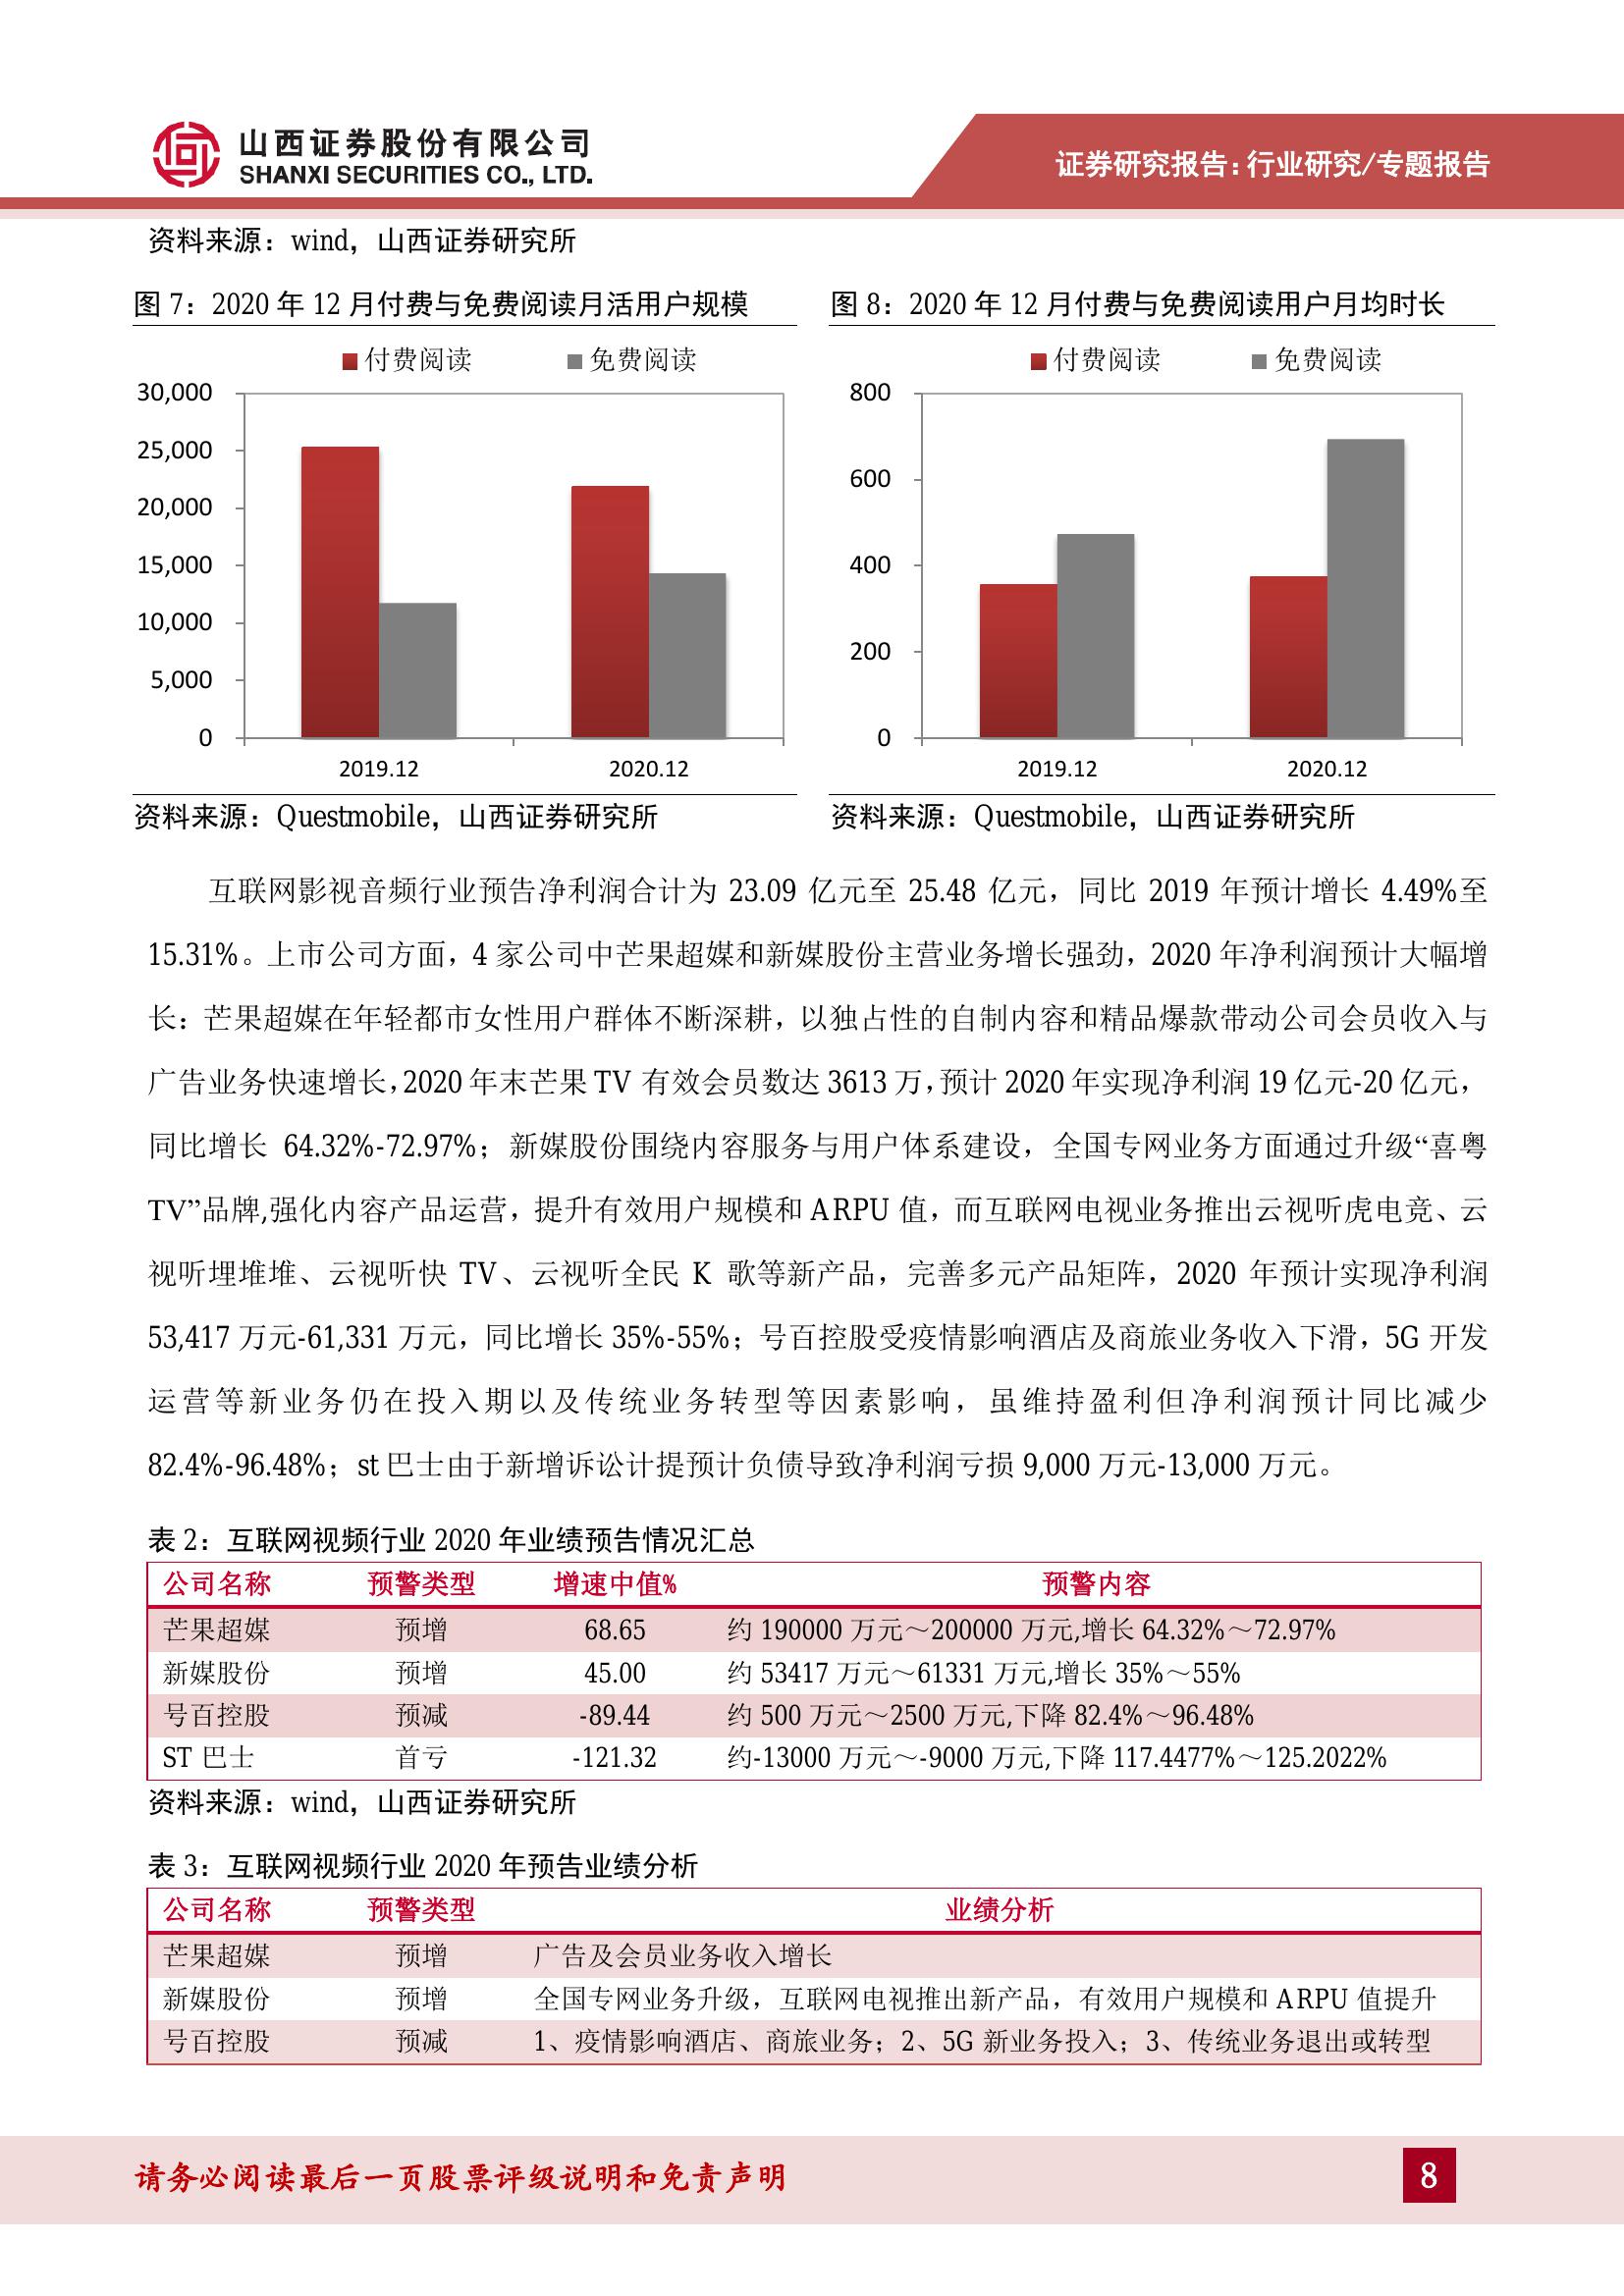 山西证券股份有限公司
SHANXI SECURITIES CO., LTD.
证券研究报告:行业研究/专题报告
资料来源：wind，山西证券研究所
图 7：2020 年 12 月付费与免费阅读月活用户规模
付费阅读 免费阅读
30,000
25,000
20,000
15,000
10,000
5,000
0
2019.12 2020.12
资料来源：Questmobile，山西证券研究所
图 8：2020 年 12 月付费与免费阅读用户月均时长
付费阅读 免费阅读
800
600
400
200
0
2019.12 2020.12
资料来源：Questmobile，山西证券研究所
互联网影视音频行业预告净利润合计为 23.09 亿元至 25.48 亿元，同比 2019 年预计增长 4.49%至
15.31%。上市公司方面，4 家公司中芒果超媒和新媒股份主营业务增长强劲，2020 年净利润预计大幅增
长：芒果超媒在年轻都市女性用户群体不断深耕，以独占性的自制内容和精品爆款带动公司会员收入与
广告业务快速增长，2020 年末芒果 TV 有效会员数达 3613 万，预计 2020 年实现净利润 19 亿元-20 亿元，
同比增长 64.32%-72.97%；新媒股份围绕内容服务与用户体系建设，全国专网业务方面通过升级“喜粤
TV”品牌,强化内容产品运营，提升有效用户规模和 ARPU 值，而互联网电视业务推出云视听虎电竞、云
视听埋堆堆、云视听快 TV、云视听全民 K 歌等新产品，完善多元产品矩阵，2020 年预计实现净利润
53,417 万元-61,331 万元，同比增长 35%-55%；号百控股受疫情影响酒店及商旅业务收入下滑，5G 开发
运营等新业务仍在投入期以及传统业务转型等因素影响，虽维持盈利但净利润预计同比减少
82.4%-96.48%；st 巴士由于新增诉讼计提预计负债导致净利润亏损 9,000 万元-13,000 万元。
表 2：互联网视频行业 2020 年业绩预告情况汇总
公司名称 预警类型 增速中值% 预警内容
芒果超媒 预增 68.65 约 190000 万元～200000 万元,增长 64.32%～72.97%
新媒股份 预增 45.00 约 53417 万元～61331 万元,增长 35%～55%
号百控股 预减 -89.44 约 500 万元～2500 万元,下降 82.4%～96.48%
ST 巴士 首亏 -121.32 约-13000 万元～-9000 万元,下降 117.4477%～125.2022%
资料来源：wind，山西证券研究所
表 3：互联网视频行业 2020 年预告业绩分析
公司名称 预警类型 业绩分析
芒果超媒 预增 广告及会员业务收入增长
新媒股份 预增 全国专网业务升级，互联网电视推出新产品，有效用户规模和 ARPU 值提升
号百控股 预减 1、疫情影响酒店、商旅业务；2、5G 新业务投入；3、传统业务退出或转型
请务必阅读最后一页股票评级说明和免责声明
8